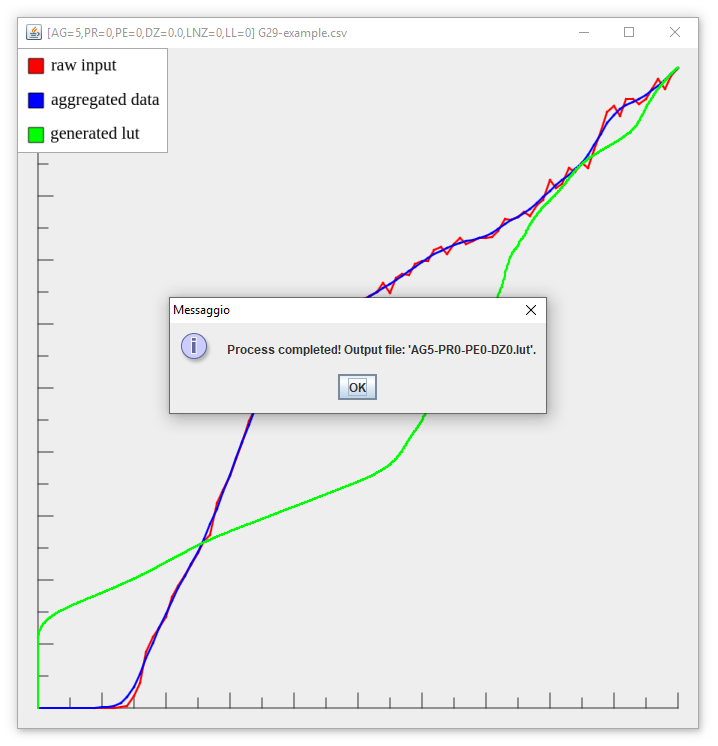 [AG=5,PR=0,PE=0,DZ=0.0,LNZ=0,LL=0] G29-example.csv
raw input
aggregated data
generated lut
Messaggio
Process completed! Output file: 'AG5-PR0-PE0-DZ0.lut'.
OK